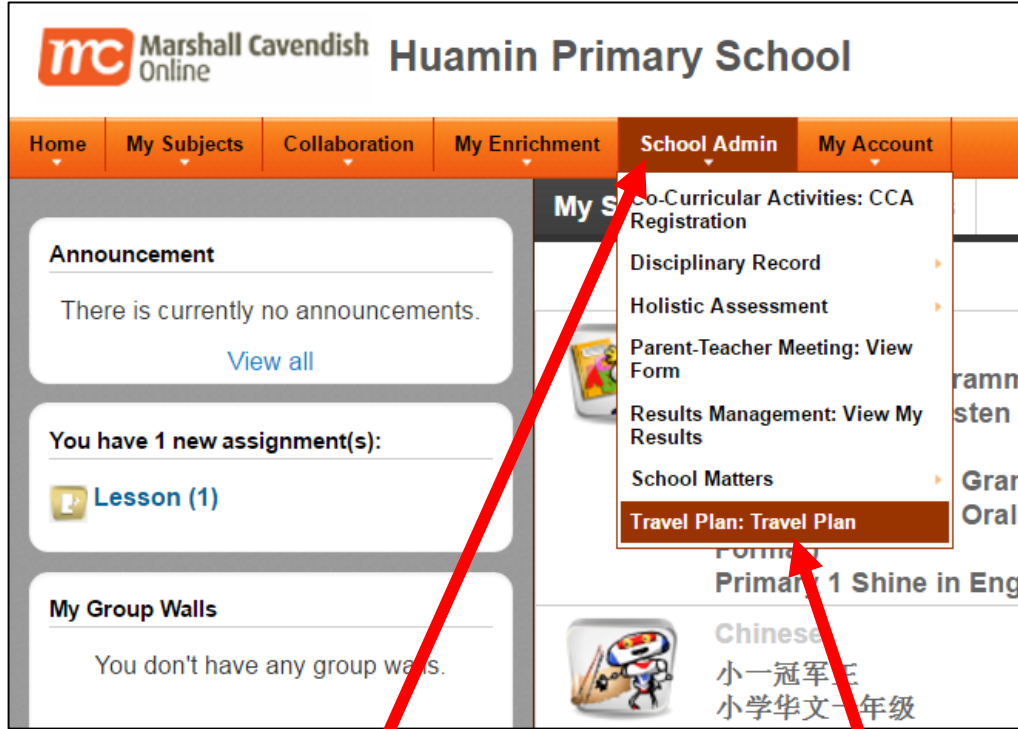 mc Marshall Cavendish
Online
Huamin Primary School
Home My Subjects Collaboration My Enrichment School Admin My Account
My S
Co-Curricular Activities: CCA
Registration
Disciplinary Record
Holistic Assessment
Parent-Teacher Meeting: View
Form
Results Management: View My
Results
School Matters
Travel Plan: Travel Plan
Announcement
There is currently no announcements.
View all
You have 1 new assignment(s):
Lesson (1)
My Group Walls
You don't have any group walls.
ramm
sten
Gran
Oral
Primary 1 Shine in Eng
Chinese
小一冠军王
小学华文一年级